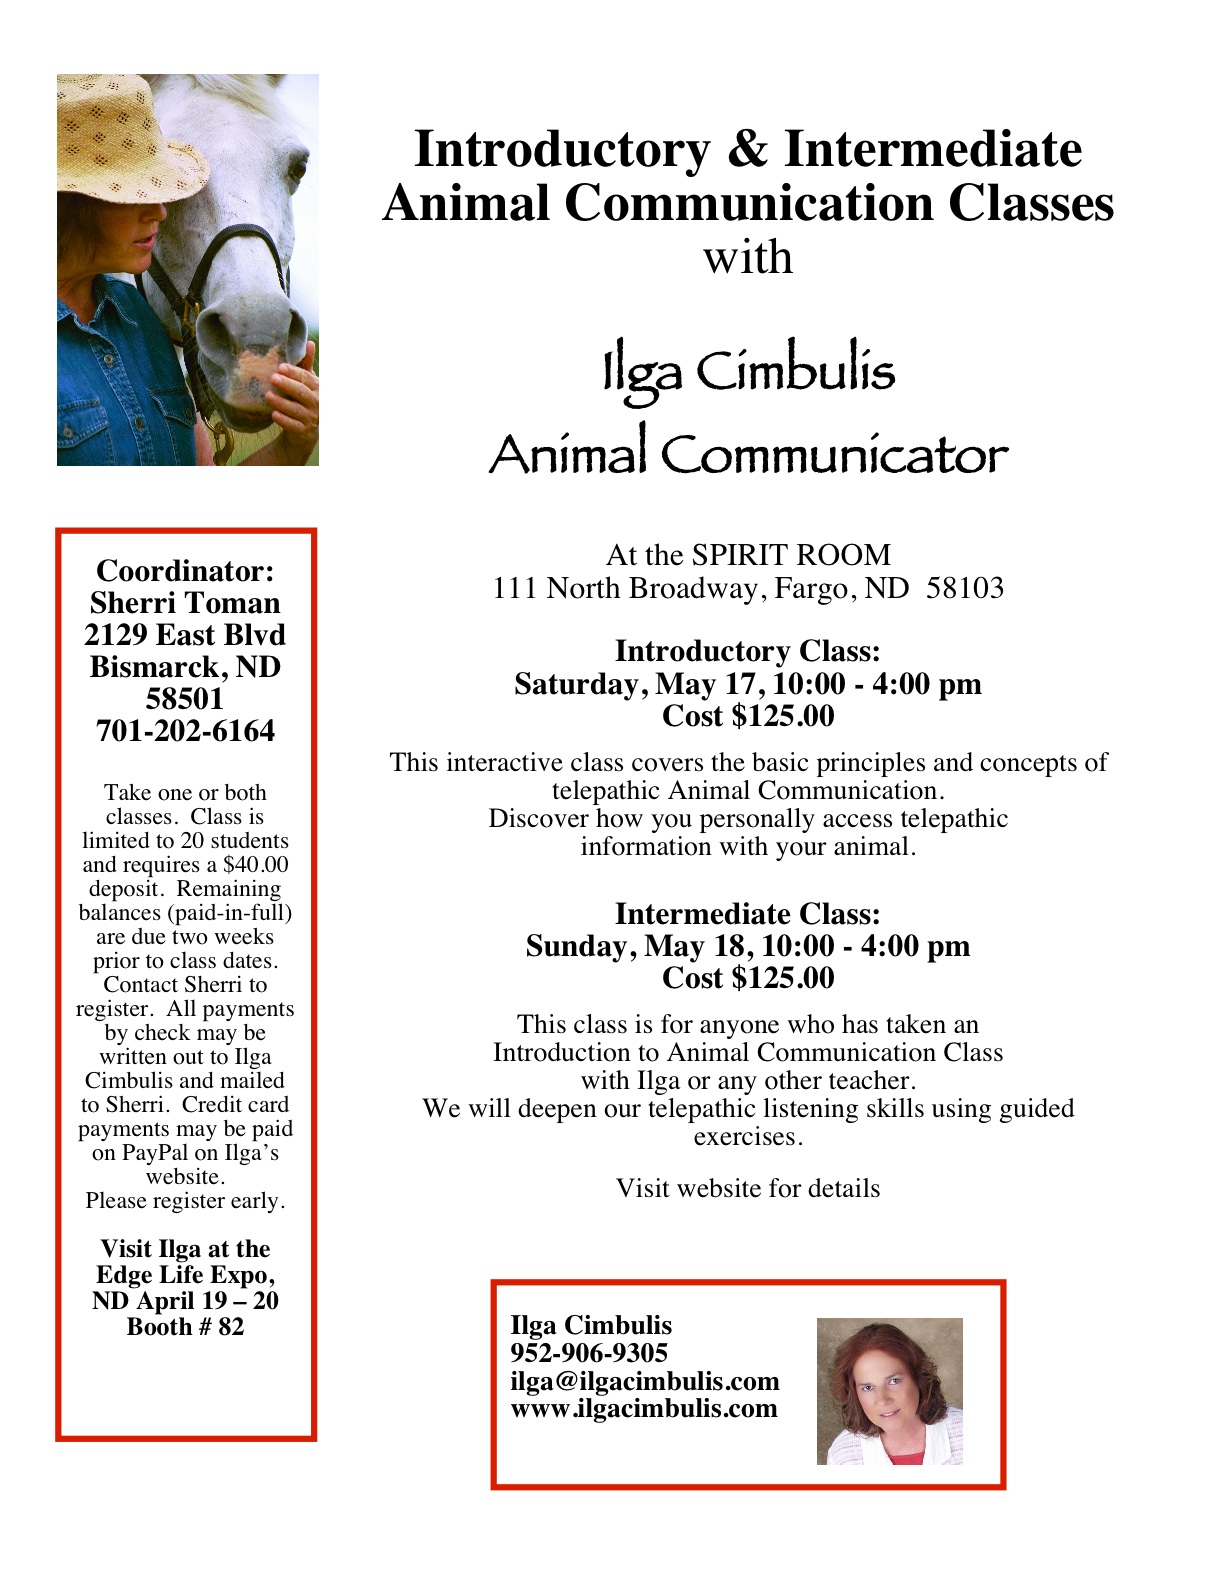 Introductory & Intermediate
Animal Communication Classes
with
Ilga Cimbulis
Animal Communicator
At the SPIRIT ROOM
111 North Broadway, Fargo, ND  58103
Introductory Class:
Saturday, May 17, 10:00 - 4:00 pm
Cost $125.00
This interactive class covers the basic principles and concepts of
telepathic Animal Communication.
Discover how you personally access telepathic
information with your animal.
Intermediate Class:
Sunday, May 18, 10:00 - 4:00 pm
Cost $125.00
This class is for anyone who has taken an
Introduction to Animal Communication Class
with Ilga or any other teacher.
We will deepen our telepathic listening skills using guided
exercises.
Visit website for details
Coordinator:
Sherri Toman
2129 East Blvd
Bismarck, ND
58501
701-202-6164
Take one or both
classes.  Class is
limited to 20 students
and requires a $40.00
deposit.  Remaining
balances (paid-in-full)
are due two weeks
prior to class dates.
Contact Sherri to
register.  All payments
by check may be
written out to Ilga
Cimbulis and mailed
to Sherri.  Credit card
payments may be paid
on PayPal on Ilga’s
website.
Please register early.
Visit Ilga at the
Edge Life Expo,
ND April 19 – 20
Booth # 82
Ilga Cimbulis
952-906-9305
ilga@ilgacimbulis.com
www.ilgacimbulis.com